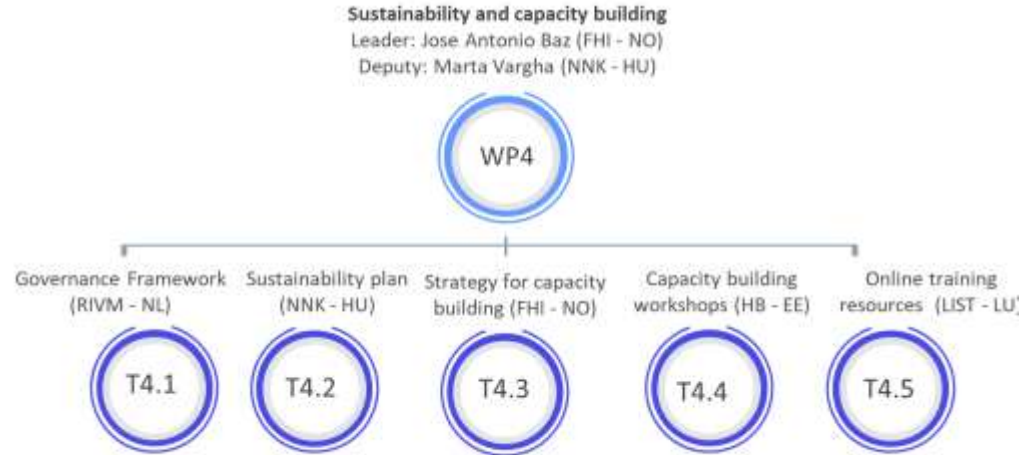 Sustainability and capacity building
Leader: Jose Antonio Baz (FHI - NO)
Deputy: Marta Vargha (NNK - HU)
WP4
Governance Framework
(RIVM - NL)
Sustainability plan
(NNK - HU)
Strategy for capacity
building (FHI - NO)
Capacity building
workshops (HB - EE)
Online training
resources (LIST - LU)
T4.1
T4.2
T4.3
T4.4
T4.5